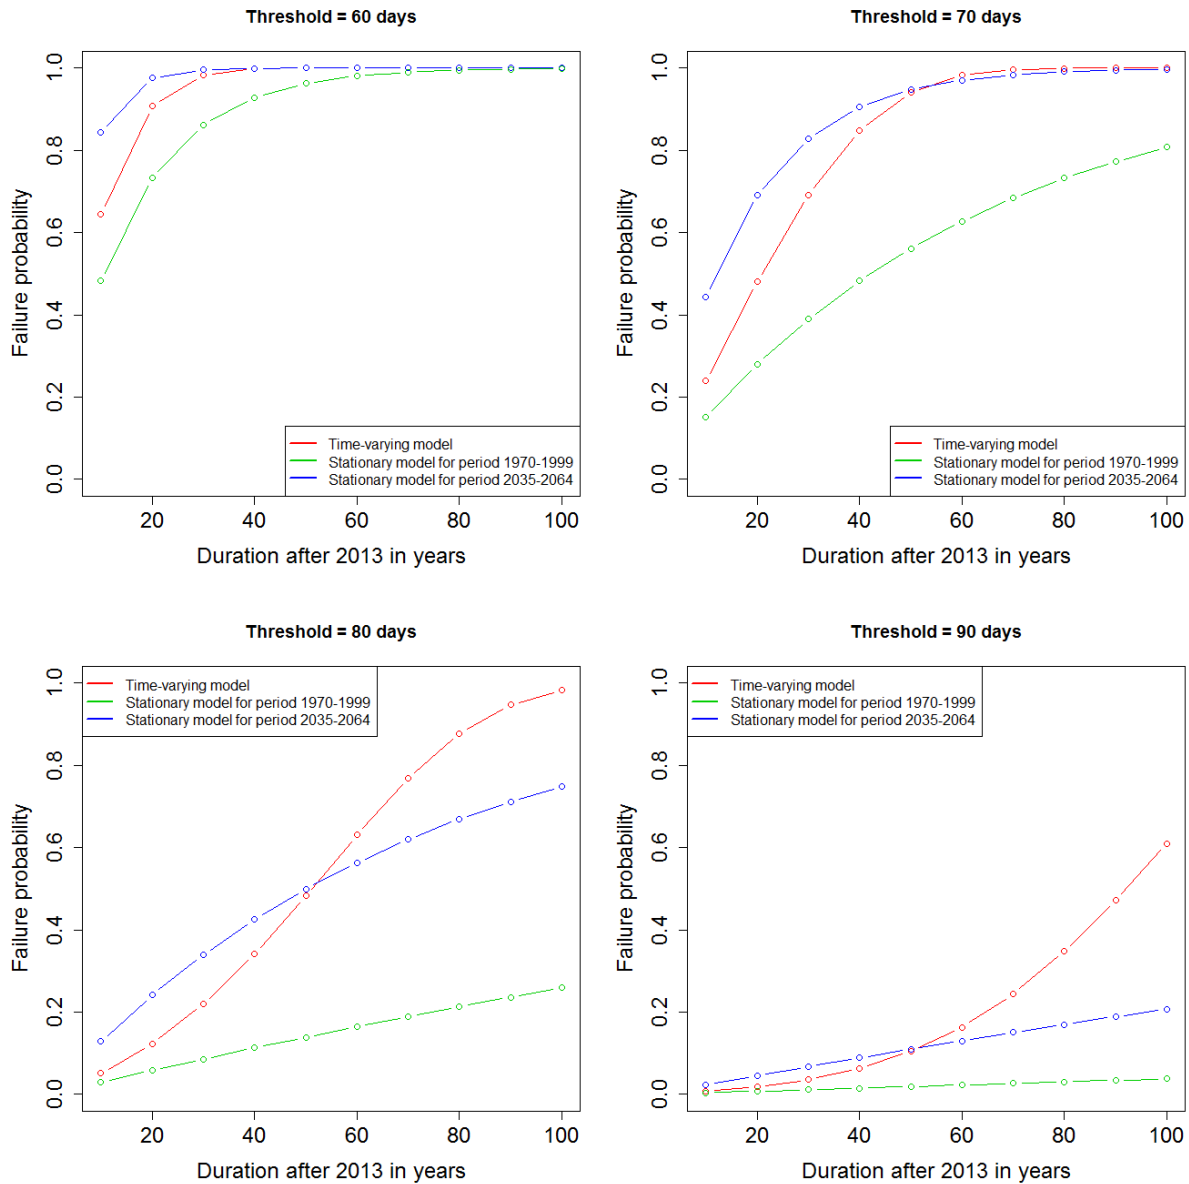 Threshold = 60 days
Failure probability
0.0
0.2
0.4
0.6
0.8
1.0
Time-varying model
Stationary model for period 1970-1999
Stationary model for period 2035-2064
20 40 60 80 100
Duration after 2013 in years
Threshold = 70 days
Failure probability
0.0
0.2
0.4
0.6
0.8
1.0
Time-varying model
Stationary model for period 1970-1999
Stationary model for period 2035-2064
20 40 60 80 100
Duration after 2013 in years
Threshold = 80 days
Failure probability
0.0
0.2
0.4
0.6
0.8
1.0
Time-varying model
Stationary model for period 1970-1999
Stationary model for period 2035-2064
20 40 60 80 100
Duration after 2013 in years
Threshold = 90 days
Failure probability
0.0
0.2
0.4
0.6
0.8
1.0
Time-varying model
Stationary model for period 1970-1999
Stationary model for period 2035-2064
20 40 60 80 100
Duration after 2013 in years